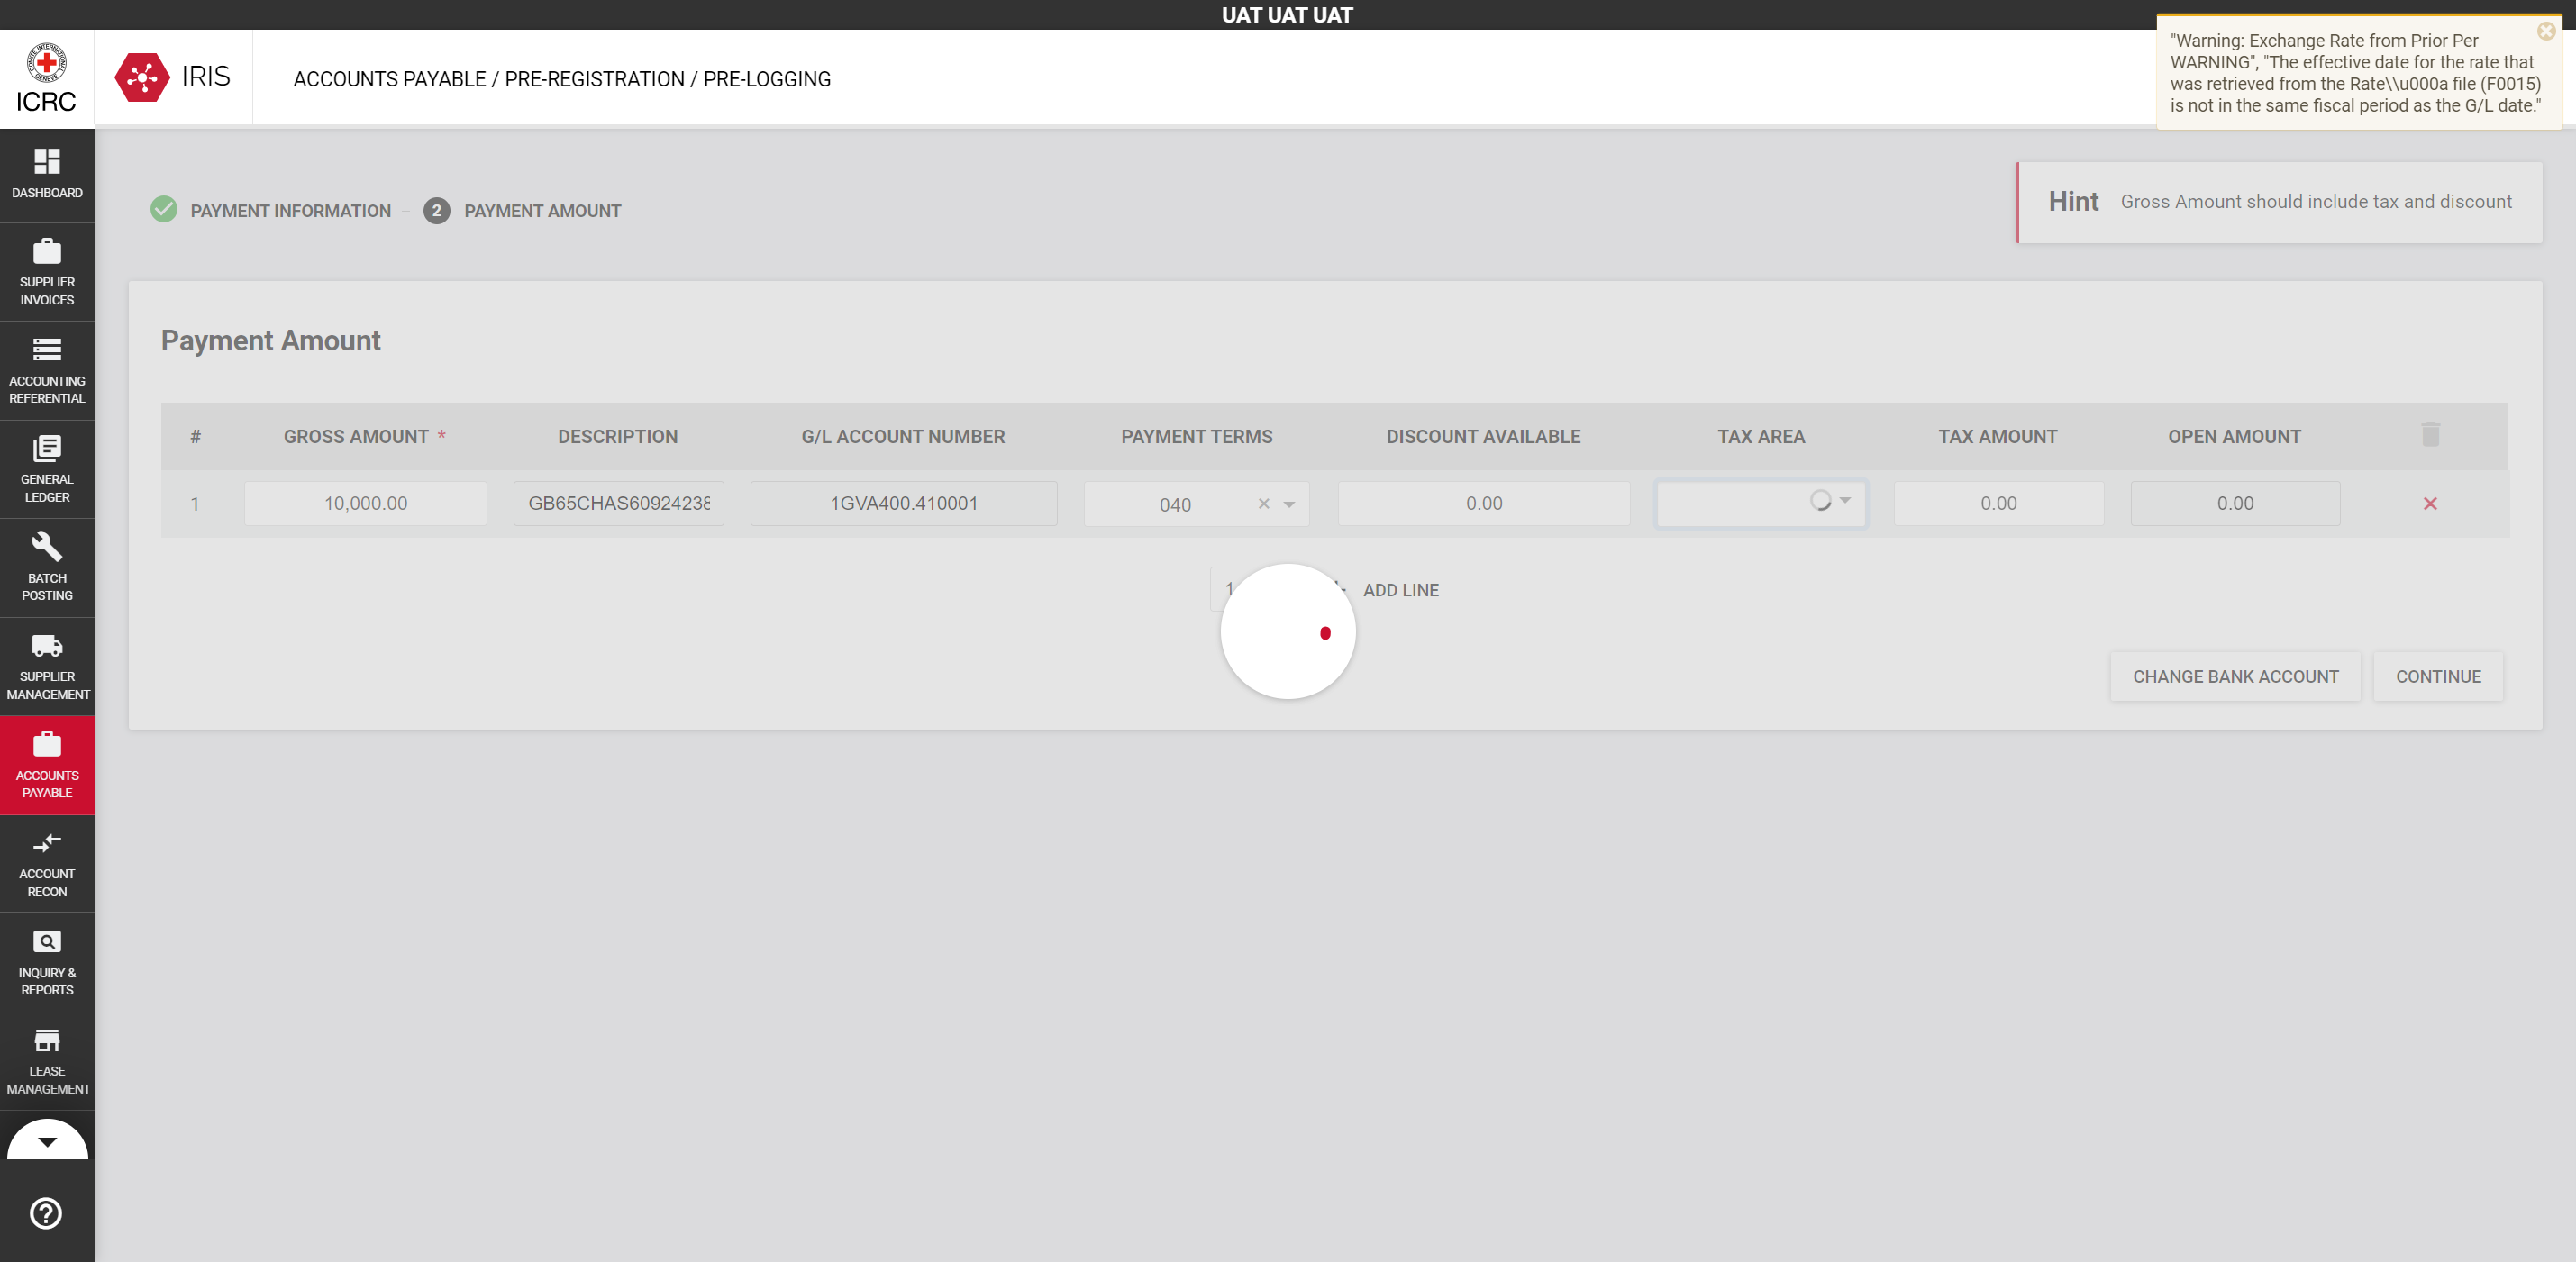 UAT UAT UAT
"Warning: Exchange Rate from Prior Per
WARNING", "The effective date for the rate that
was retrieved from the Rate\\u000a file (F0015)
is not in the same fiscal period as the G/L date."
COMITE INTERNATIONAL
GENEVE
ICRC
IRIS
ACCOUNTS PAYABLE / PRE-REGISTRATION / PRE-LOGGING
DASHBOARD
SUPPLIER
INVOICES
ACCOUNTING
REFERENTIAL
GENERAL
LEDGER
BATCH
POSTING
SUPPLIER
MANAGEMENT
ACCOUNTS
PAYABLE
ACCOUNT
RECON
INQUIRY &
REPORTS
LEASE
MANAGEMENT
PAYMENT INFORMATION
2 PAYMENT AMOUNT
Hint Gross Amount should include tax and discount
Payment Amount
# GROSS AMOUNT * DESCRIPTION G/L ACCOUNT NUMBER PAYMENT TERMS DISCOUNT AVAILABLE TAX AREA TAX AMOUNT OPEN AMOUNT
1 10,000.00 GB65CHAS60924238 1GVA400.410001 040 0.00 0.00 0.00
1 ADD LINE
CHANGE BANK ACCOUNT CONTINUE